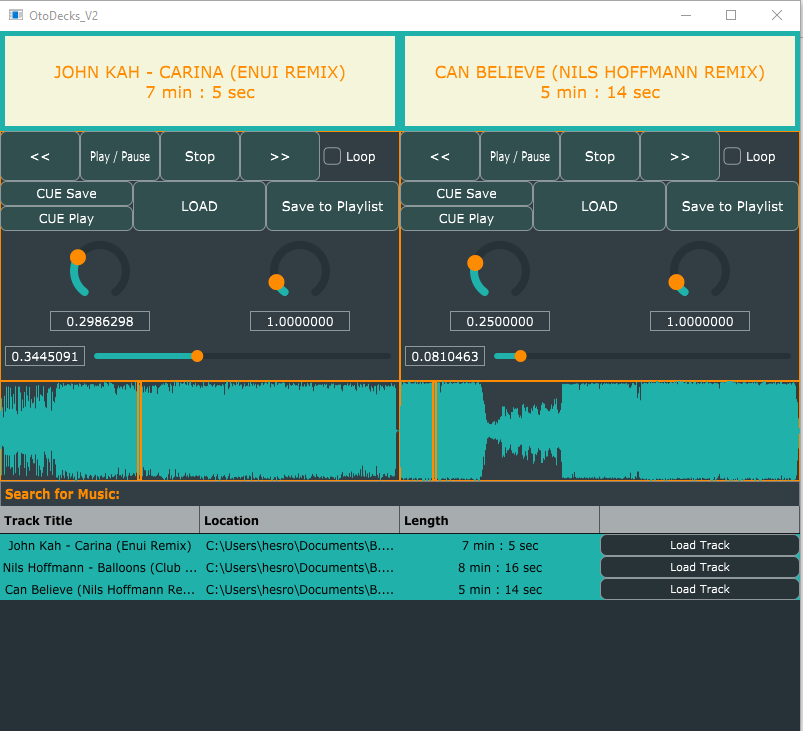 OtoDecks_V2
JOHN KAH - CARINA (ENUI REMIX)
7 min : 5 sec
CAN BELIEVE (NILS HOFFMANN REMIX)
5 min : 14 sec
<< Play / Pause Stop >> Loop
<< Play / Pause Stop >> Loop
CUE Save
CUE Play
LOAD
Save to Playlist
CUE Save
CUE Play
LOAD
Save to Playlist
0.2986298 1.0000000
0.2500000 1.0000000
0.3445091
0.0810463
Search for Music:
Track Title Location Length
John Kah - Carina (Enui Remix) C:\Users\hesro\Documents\B.... 7 min : 5 sec Load Track
Nils Hoffmann - Balloons (Club ... C:\Users\hesro\Documents\B.... 8 min : 16 sec Load Track
Can Believe (Nils Hoffmann Re... C:\Users\hesro\Documents\B.... 5 min : 14 sec Load Track